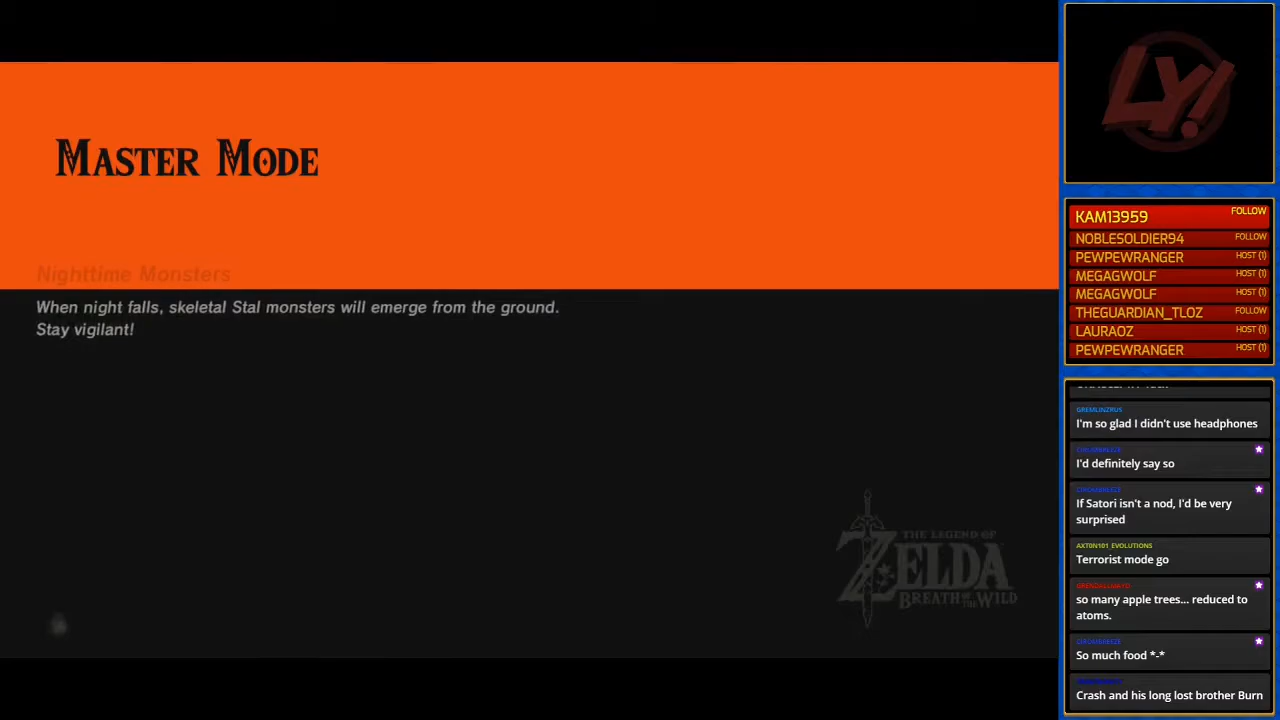 LY!
MASTER MODE
Nighttime Monsters
When night falls, skeletal Stal monsters will emerge from the ground.
Stay vigilant!
THE LEGEND OF
ZELDA
BREATH OF THE WILD
KAM13959 FOLLOW
NOBLESOLDIER94 FOLLOW
PEWPEWRANGER HOST (1)
MEGAGWOLF HOST (1)
MEGAGWOLF HOST (1)
THEGUARDIAN_TLOZ FOLLOW
LAURAOZ HOST (1)
PEWPEWRANGER HOST (1)
GREMLINZRUS
I'm so glad I didn't use headphones
I'd definitely say so
If Satori isn't a nod, I'd be very
surprised
AXT0N101_EVOLUTIONS
Terrorist mode go
so many apple trees... reduced to
atoms.
So much food *-*
Crash and his long lost brother Burn